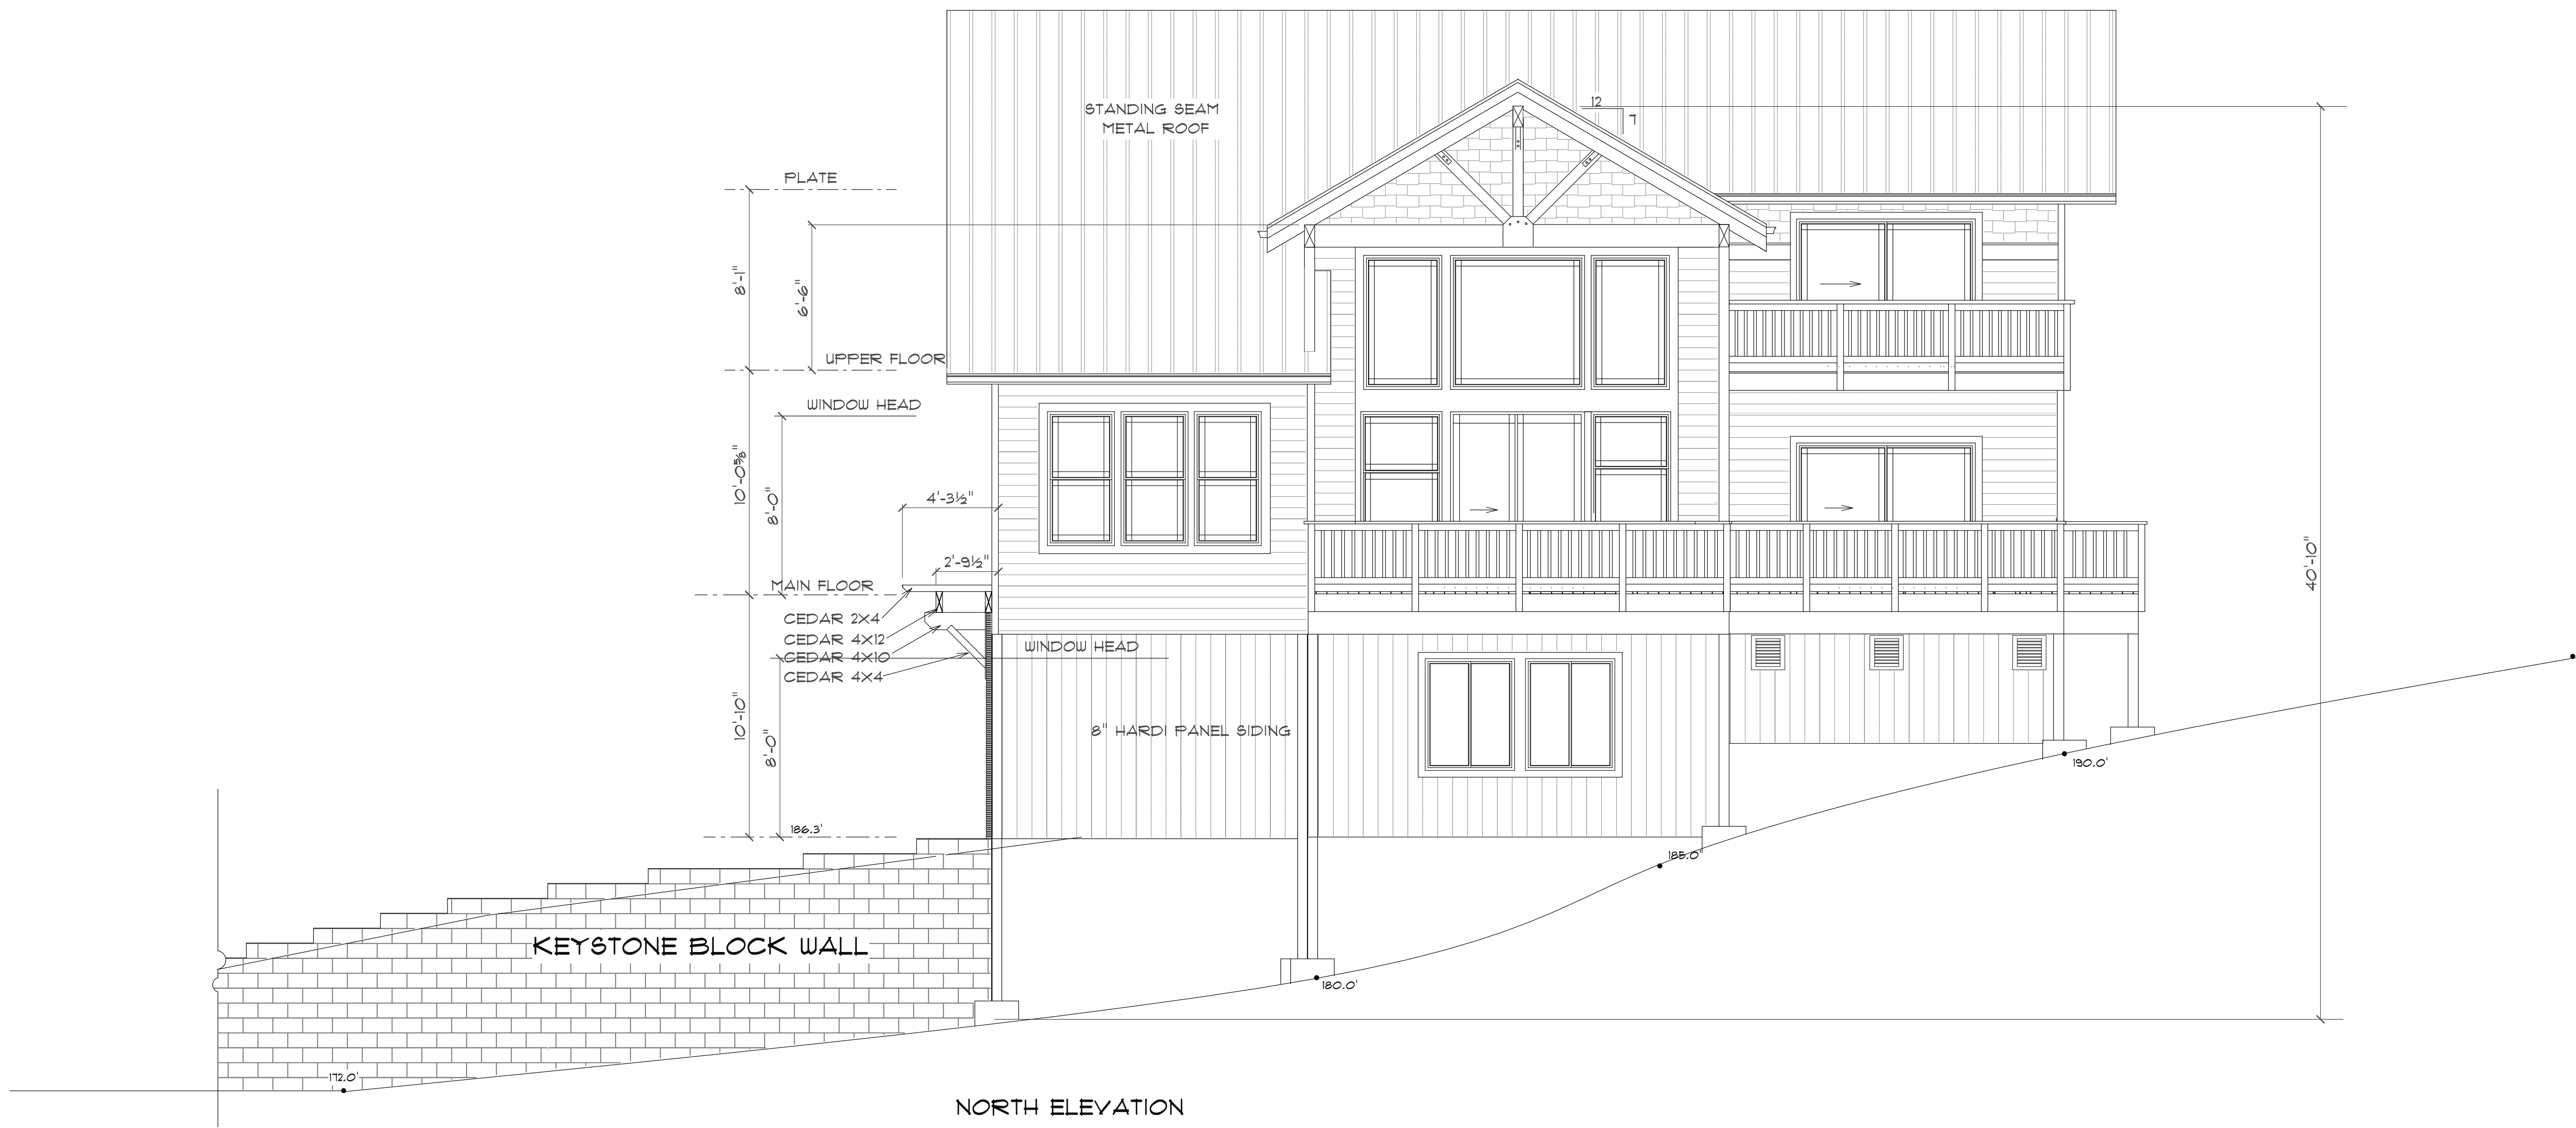 12
STANDING SEAM
METAL ROOF
7
PLATE
8'-1"
6'-6"
UPPER FLOOR
WINDOW HEAD
10'-0⅝"
8'-0"
4'-3½"
2'-9½"
40'-10"
MAIN FLOOR
CEDAR 2X4
CEDAR 4X12
CEDAR 4X10
CEDAR 4X4
WINDOW HEAD
10'-10"
8'-0"
8" HARDI PANEL SIDING
190.0'
186.3'
185.0'
KEYSTONE BLOCK WALL
180.0'
172.0'
NORTH ELEVATION